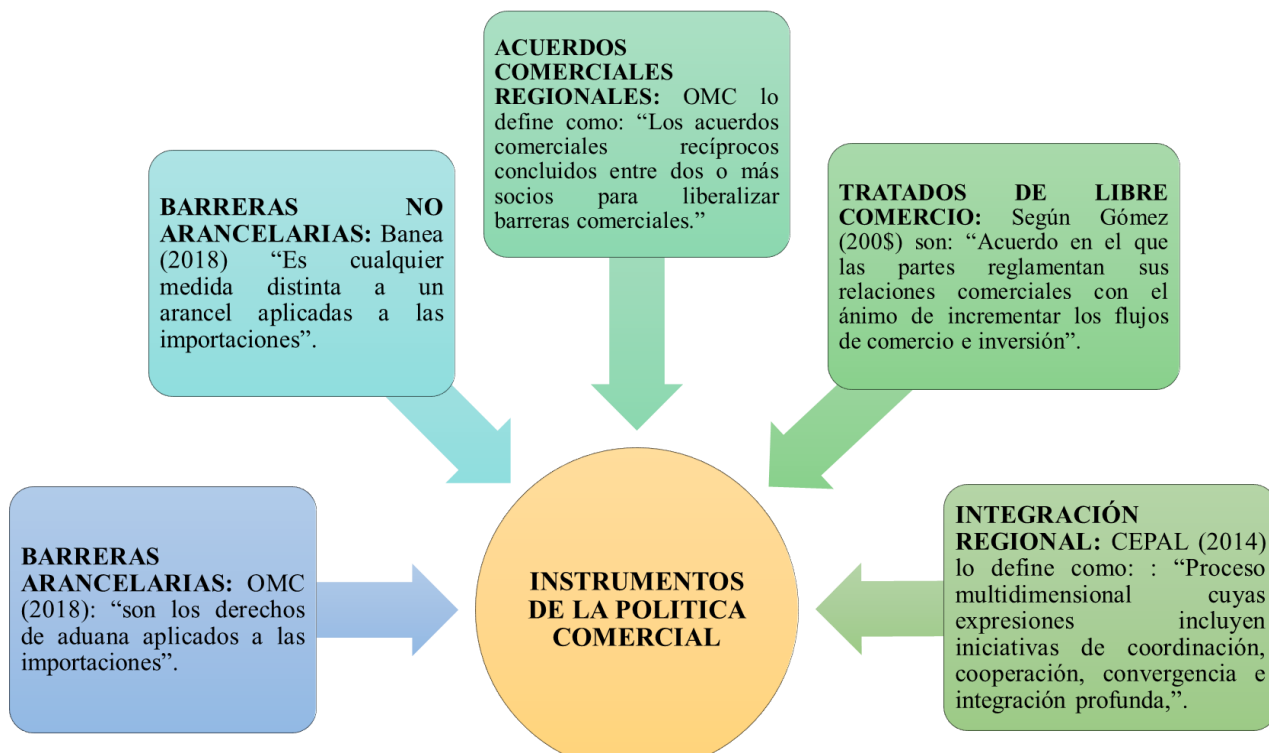 BARRERAS
ARANCELARIAS: OMC
(2018): “son los derechos
de aduana aplicados a las
importaciones”.
BARRERAS NO
ARANCELARIAS: Banea
(2018) “Es cualquier
medida distinta a un
arancel aplicadas a las
importaciones”.
ACUERDOS
COMERCIALES
REGIONALES: OMC lo
define como: “Los acuerdos
comerciales recíprocos
concluidos entre dos o más
socios para liberalizar
barreras comerciales.”
TRATADOS DE LIBRE
COMERCIO: Según Gómez
(200$) son: “Acuerdo en el que
las partes reglamentan sus
relaciones comerciales con el
ánimo de incrementar los flujos
de comercio e inversión”.
INTEGRACIÓN
REGIONAL: CEPAL (2014)
lo define como: : “Proceso
multidimensional cuyas
expresiones incluyen
iniciativas de coordinación,
cooperación, convergencia e
integración profunda,”.
INSTRUMENTOS
DE LA POLITICA
COMERCIAL